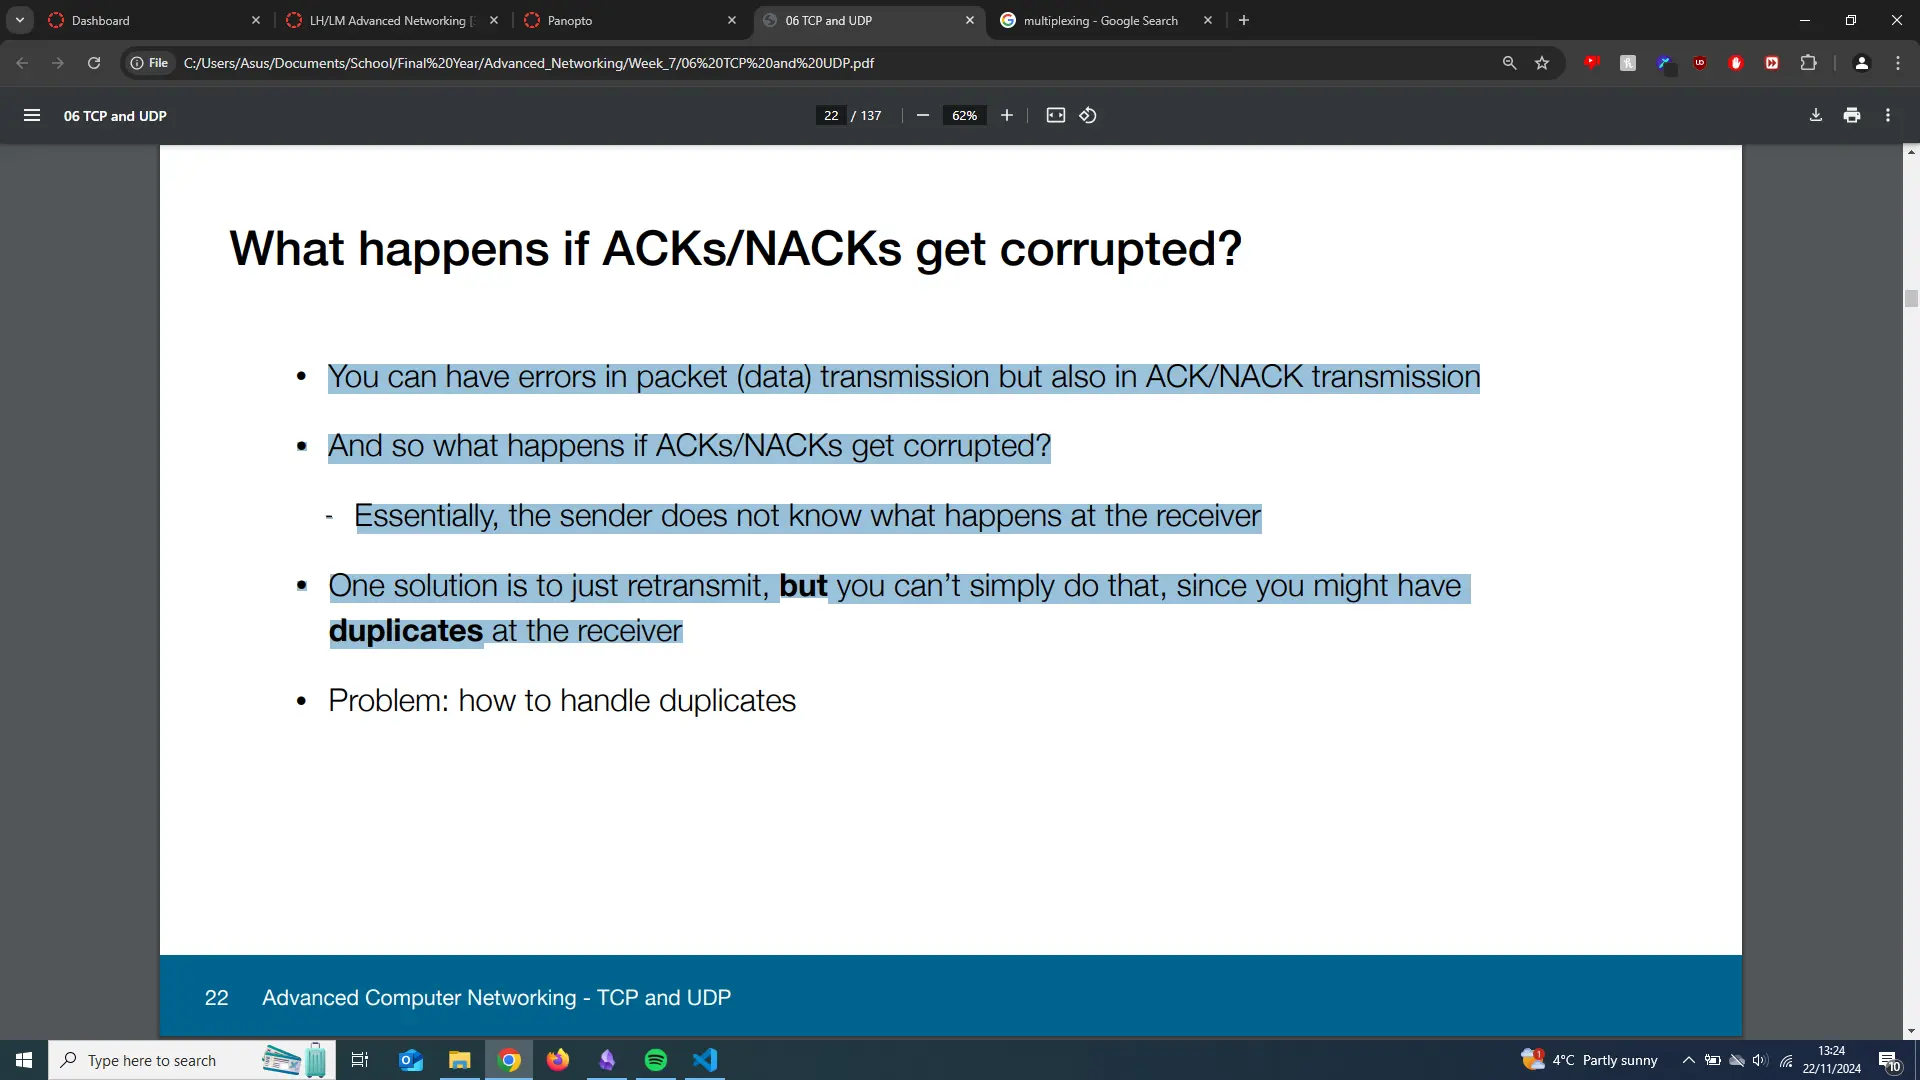 Dashboard
LH/LM Advanced Networking
Panopto
06 TCP and UDP
multiplexing - Google Search
File
C:/Users/Asus/Documents/School/Final%20Year/Advanced_Networking/Week_7/06%20TCP%20and%20UDP.pdf
06 TCP and UDP
22 / 137
62%
What happens if ACKs/NACKs get corrupted?
• You can have errors in packet (data) transmission but also in ACK/NACK transmission
• And so what happens if ACKs/NACKs get corrupted?
- Essentially, the sender does not know what happens at the receiver
• One solution is to just retransmit, but you can’t simply do that, since you might have
duplicates at the receiver
• Problem: how to handle duplicates
22 Advanced Computer Networking - TCP and UDP
Type here to search
1
4°C Partly sunny
13:24
22/11/2024
10